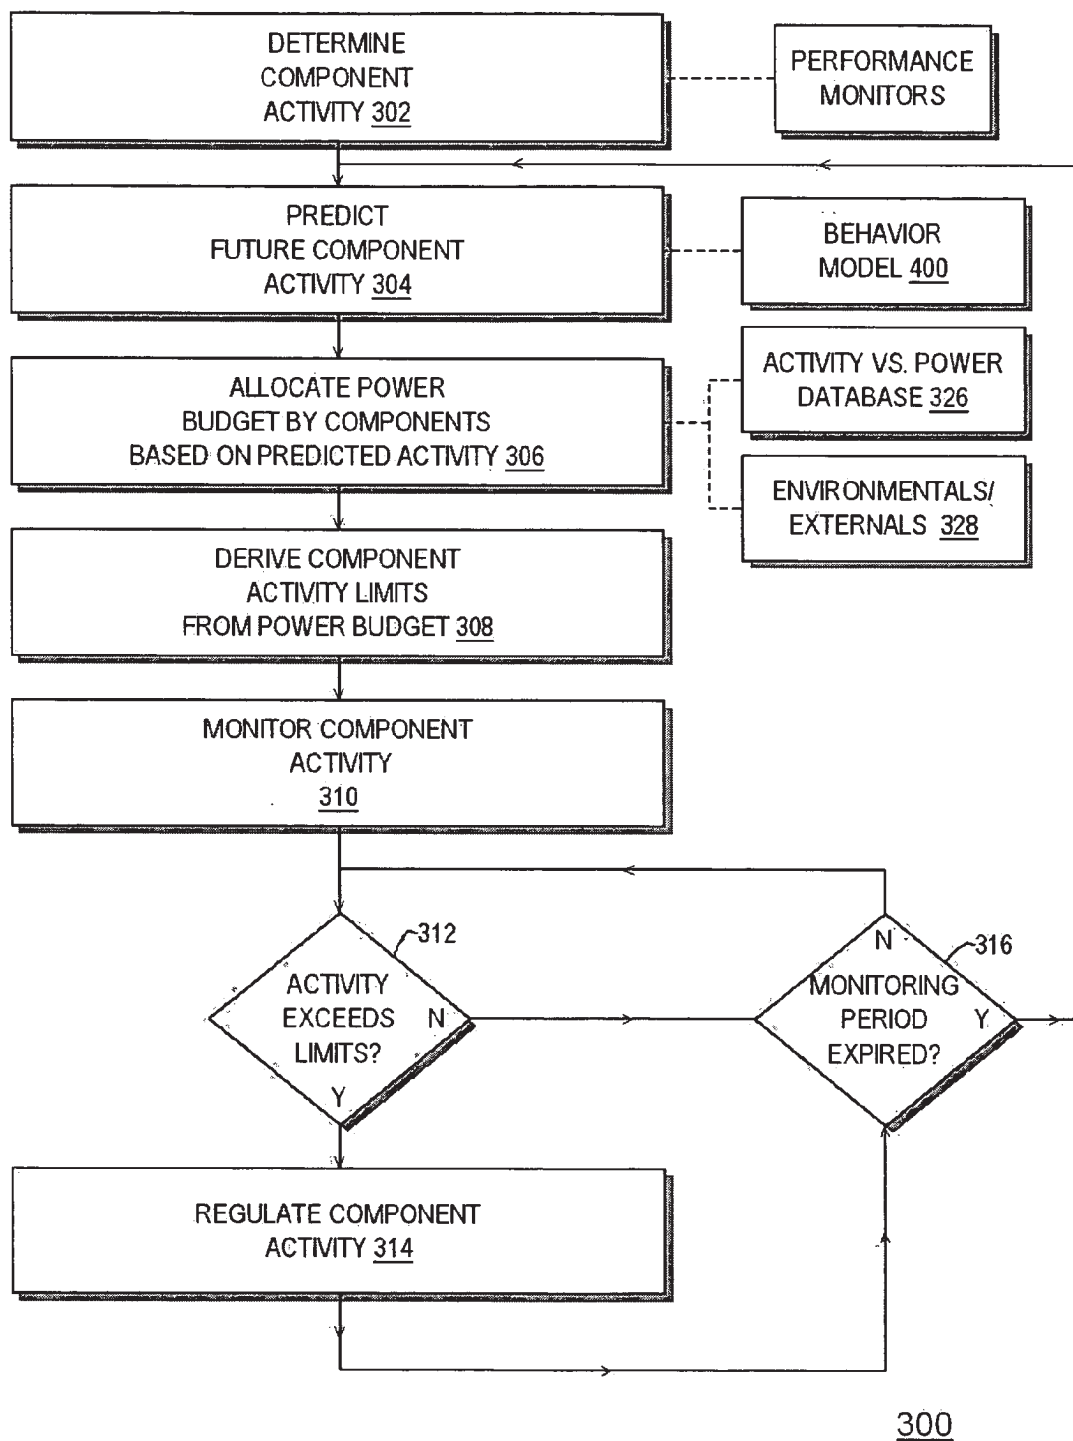 DETERMINE
COMPONENT
ACTIVITY 302
PERFORMANCE
MONITORS
PREDICT
FUTURE COMPONENT
ACTIVITY 304
BEHAVIOR
MODEL 400
ALLOCATE POWER
BUDGET BY COMPONENTS
BASED ON PREDICTED ACTIVITY 306
ACTIVITY VS. POWER
DATABASE 326
ENVIRONMENTALS/
EXTERNALS 328
DERIVE COMPONENT
ACTIVITY LIMITS
FROM POWER BUDGET 308
MONITOR COMPONENT
ACTIVITY
310
312
ACTIVITY
EXCEEDS
LIMITS?
N
Y
316
N
MONITORING
PERIOD
EXPIRED?
Y
REGULATE COMPONENT
ACTIVITY 314
300